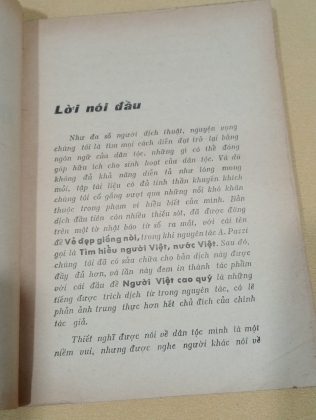 Lời nói đầu
Như đa số người dịch thuật, nguyện vọng
chúng tôi là tìm mọi cách diễn đạt trả lại bằng
ngôn ngữ của dân tộc, những gì có thể đóng
góp hữu ích cho sinh hoạt của dân tộc. Và dù
không đủ khả năng diễn tả như lòng mong
mỏi, tập tài liệu có đủ tinh thần khuyến khích
chúng tôi cố gắng vượt qua những nỗi khó khăn
thuộc trong phạm vi hiểu biết của mình. Bản
dịch đầu tiên còn nhiều thiếu sót, đã được đăng
trên một tờ nhật báo từ số ra mắt, với cái tên
đề Vẻ đẹp giống nòi, trong khi nguyên tác A. Pazzi
gọi là Tìm hiểu người Việt, nước Việt. Sau đó,
chúng tôi đã có sửa chữa cho bản dịch này được
đầy đủ hơn, và lần này đem in thành tác phẩm
với cái đầu đề Người Việt cao quý là những
tiếng được trích dịch từ trong nguyên tác, có lẽ
phản ảnh trung thực hơn hết chủ đích của chính
tác giả.
Thiết nghĩ được nói về dân tộc mình là một
niềm vui, nhưng được nghe người khác nói về